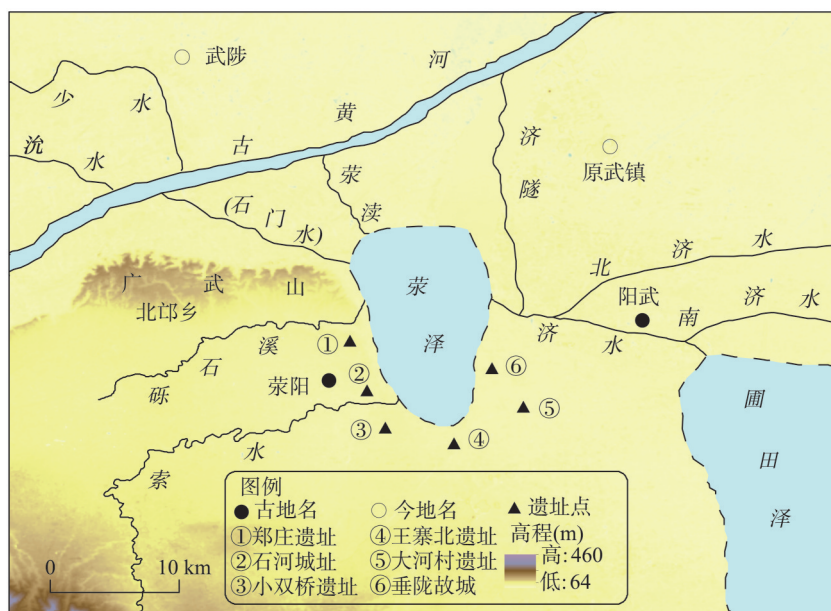 武陟
古黄河
少水
沇水
荥渎
济隧
原武镇
(石门水)
北济水
广武山
荥泽
阳武
南济水
北邙乡
济水
①
⑥
砾石溪
荥阳
②
⑤
圃田泽
③
④
索水
图例
古地名 今地名 遗址点
①郑庄遗址 ④王寨北遗址 高程(m)
②石河城址 ⑤大河村遗址 高:460
③小双桥遗址 ⑥垂陇故城 低:64
0 10 km